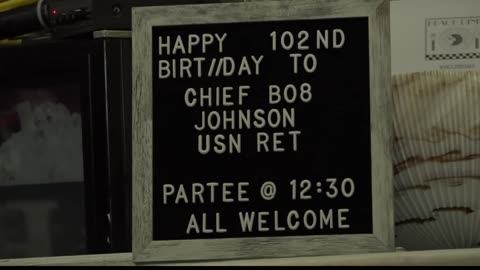 HAPPY 102ND
BIRT//DAY TO
CHIEF BO8
JOHNSON
USN RET
PARTEE @ 12:30
ALL WELCOME